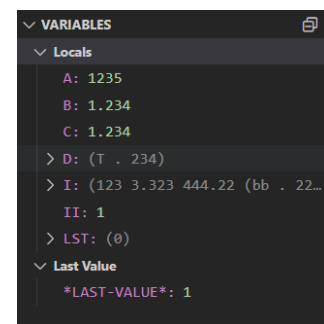 VARIABLES
Locals
A: 1235
B: 1.234
C: 1.234
D: (T . 234)
I: (123 3.323 444.22 (bb . 22…
II: 1
LST: (0)
Last Value
*LAST-VALUE*: 1